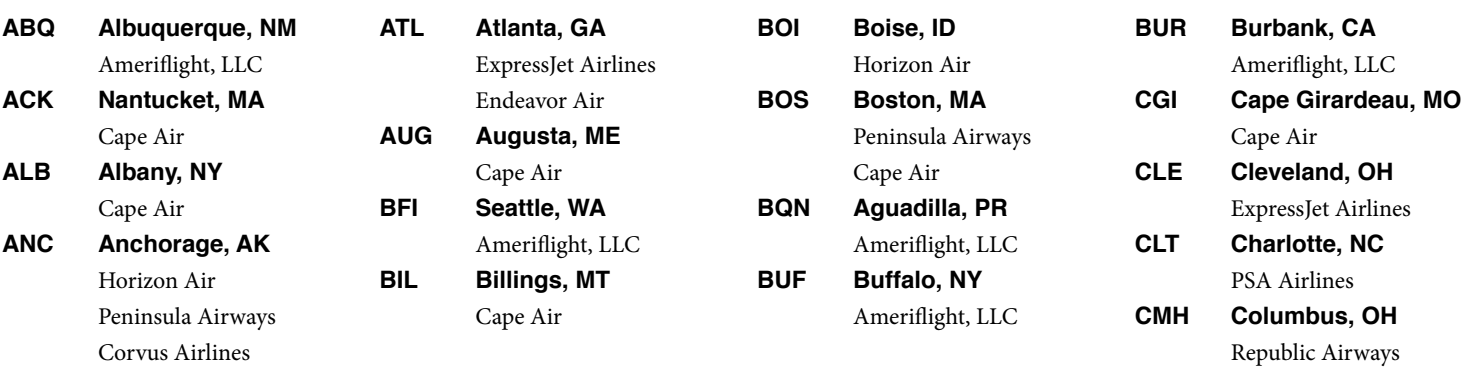 ABQ Albuquerque, NM
Ameriflight, LLC
ACK Nantucket, MA
Cape Air
ALB Albany, NY
Cape Air
ANC Anchorage, AK
Horizon Air
Peninsula Airways
Corvus Airlines
ATL Atlanta, GA
ExpressJet Airlines
Endeavor Air
AUG Augusta, ME
Cape Air
BFI Seattle, WA
Ameriflight, LLC
BIL Billings, MT
Cape Air
BOI Boise, ID
Horizon Air
BOS Boston, MA
Peninsula Airways
Cape Air
BQN Aguadilla, PR
Ameriflight, LLC
BUF Buffalo, NY
Ameriflight, LLC
BUR Burbank, CA
Ameriflight, LLC
CGI Cape Girardeau, MO
Cape Air
CLE Cleveland, OH
ExpressJet Airlines
CLT Charlotte, NC
PSA Airlines
CMH Columbus, OH
Republic Airways